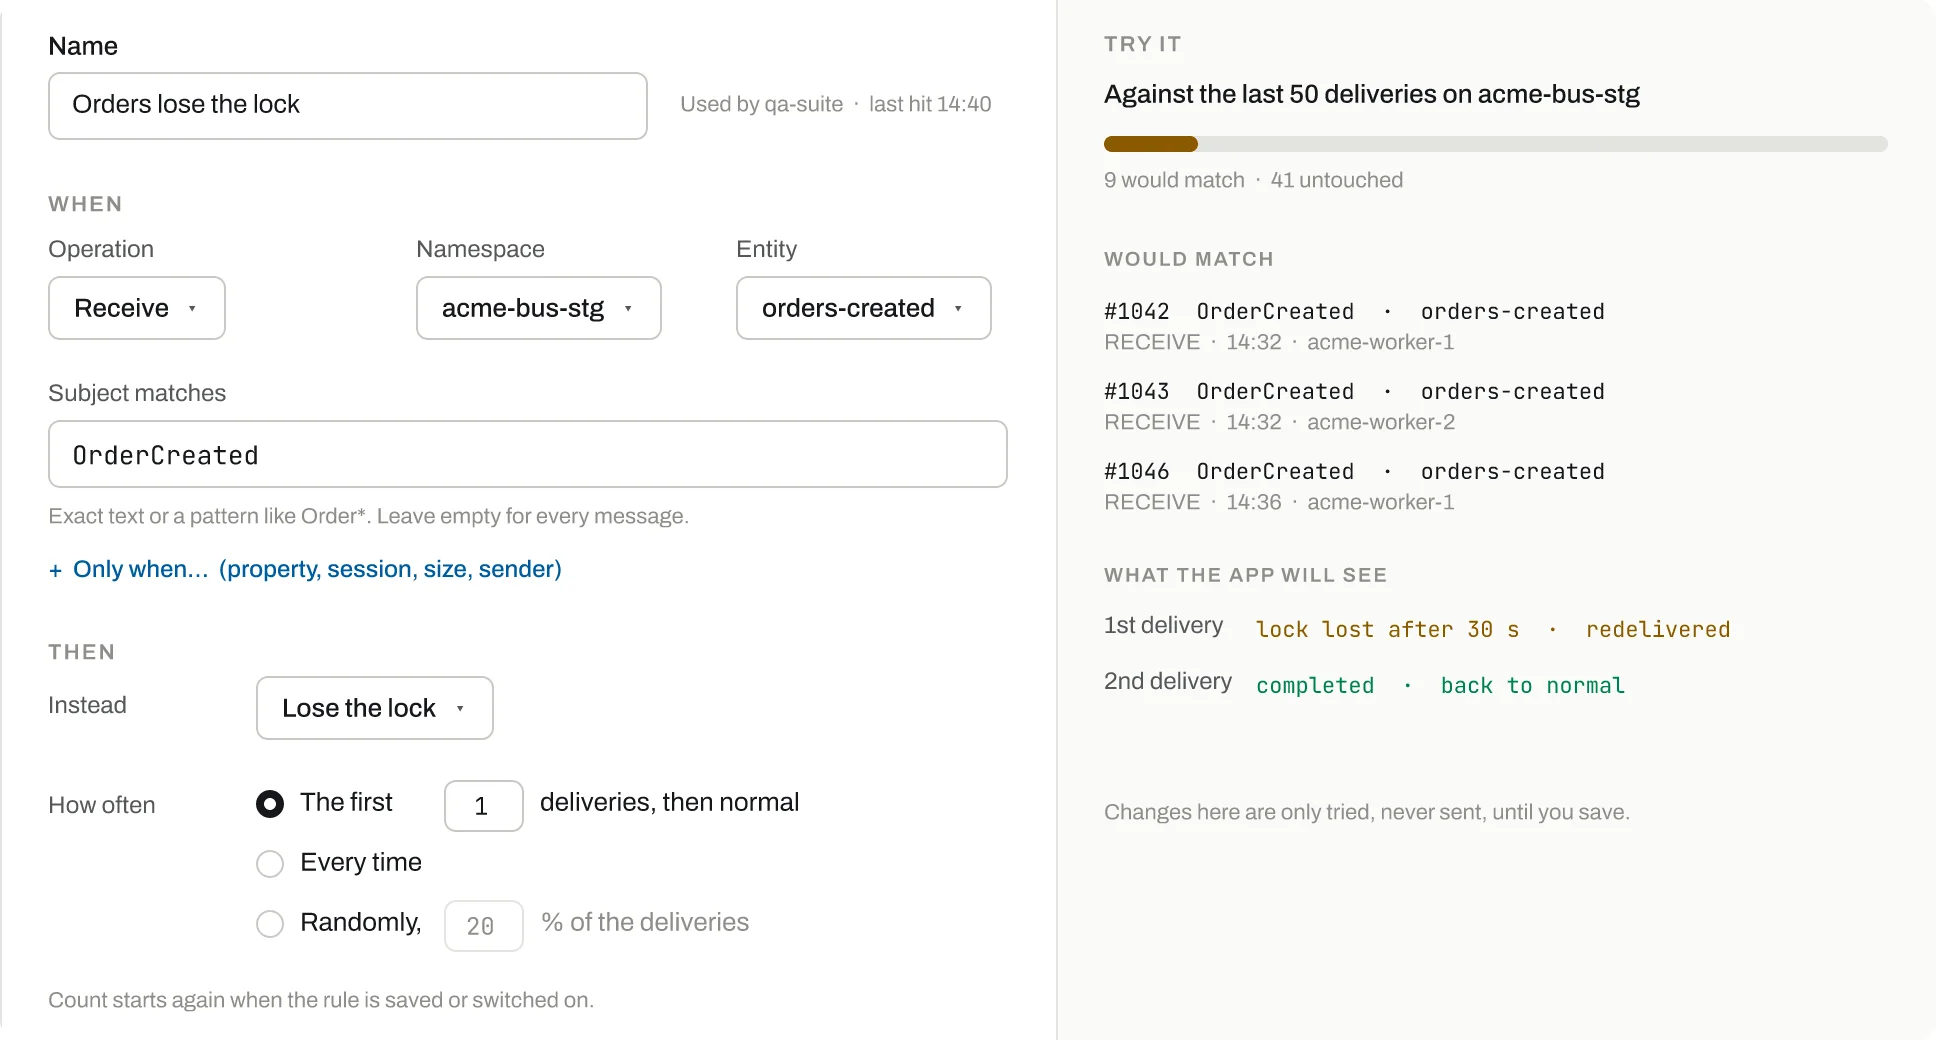 Name
Orders lose the lock
Used by qa-suite · last hit 14:40
WHEN
Operation
Namespace
Entity
Receive
acme-bus-stg
orders-created
Subject matches
OrderCreated
Exact text or a pattern like Order*. Leave empty for every message.
+ Only when... (property, session, size, sender)
THEN
Instead
Lose the lock
How often
The first 1 deliveries, then normal
Every time
Randomly, 20 % of the deliveries
Count starts again when the rule is saved or switched on.
TRY IT
Against the last 50 deliveries on acme-bus-stg
9 would match · 41 untouched
WOULD MATCH
#1042 OrderCreated · orders-created
RECEIVE · 14:32 · acme-worker-1
#1043 OrderCreated · orders-created
RECEIVE · 14:32 · acme-worker-2
#1046 OrderCreated · orders-created
RECEIVE · 14:36 · acme-worker-1
WHAT THE APP WILL SEE
1st delivery lock lost after 30 s · redelivered
2nd delivery completed · back to normal
Changes here are only tried, never sent, until you save.